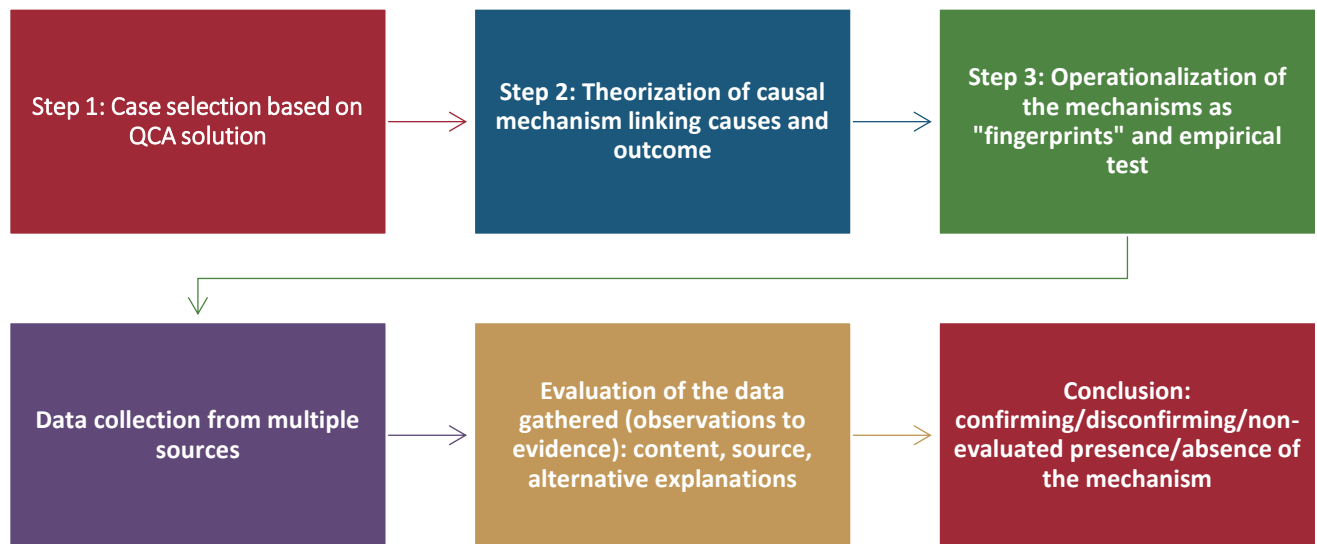 Step 1: Case selection based on
QCA solution
Step 2: Theorization of causal
mechanism linking causes and
outcome
Step 3: Operationalization of
the mechanisms as
"fingerprints" and empirical
test
Data collection from multiple
sources
Evaluation of the data
gathered (observations to
evidence): content, source,
alternative explanations
Conclusion:
confirming/disconfirming/non-
evaluated presence/absence of
the mechanism